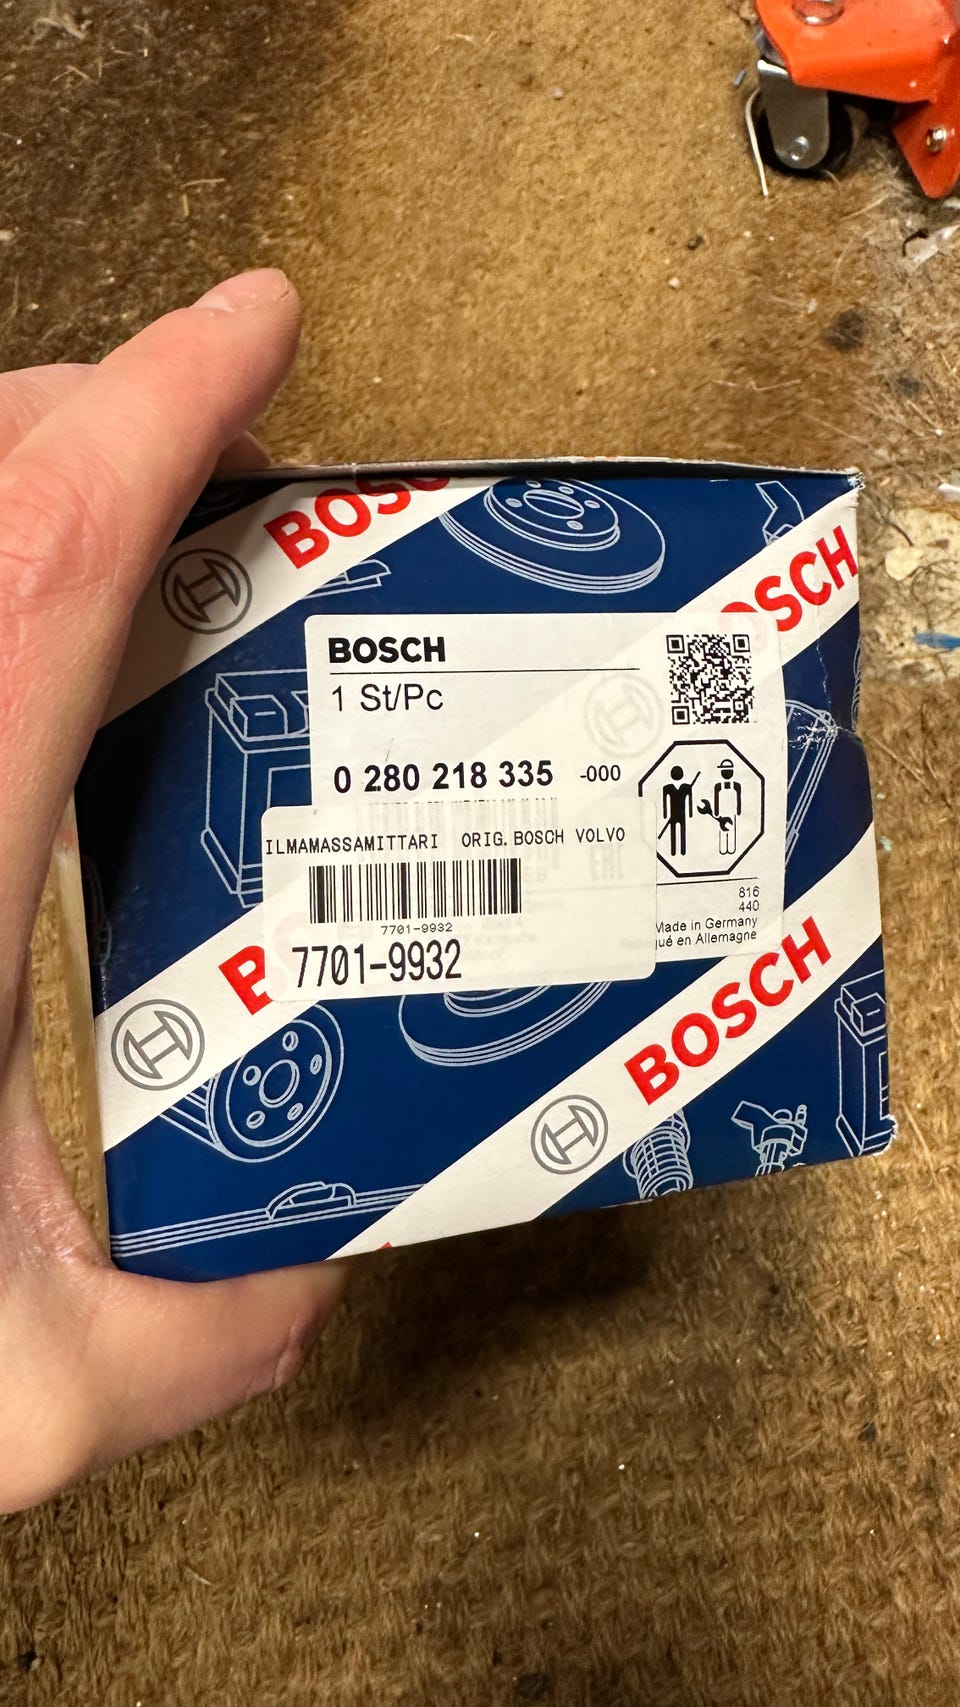 BOSCH
BOSCH
BOSCH
1 St/Pc
0 280 218 335 -000
ILMAMASSAMITTARI ORIG.BOSCH VOLVO
7701-9932
7701-9932
816
440
Made in Germany
en Allemagne
BOSCH